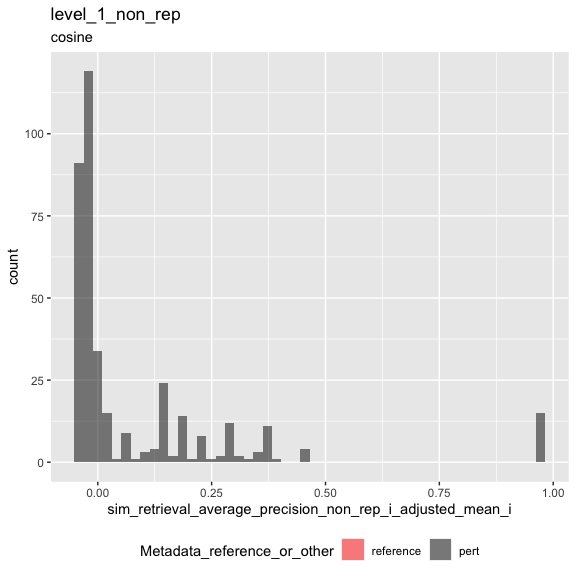 level_1_non_rep
cosine
count
100
75
50
25
0
0.00 0.25 0.50 0.75 1.00
sim_retrieval_average_precision_non_rep_i_adjusted_mean_i
Metadata_reference_or_other reference pert